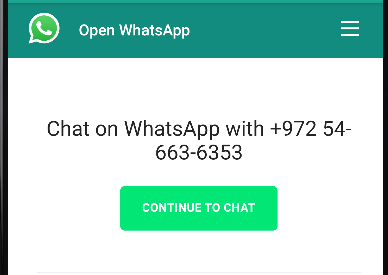 Open WhatsApp
Chat on WhatsApp with +972 54-
663-6353
CONTINUE TO CHAT